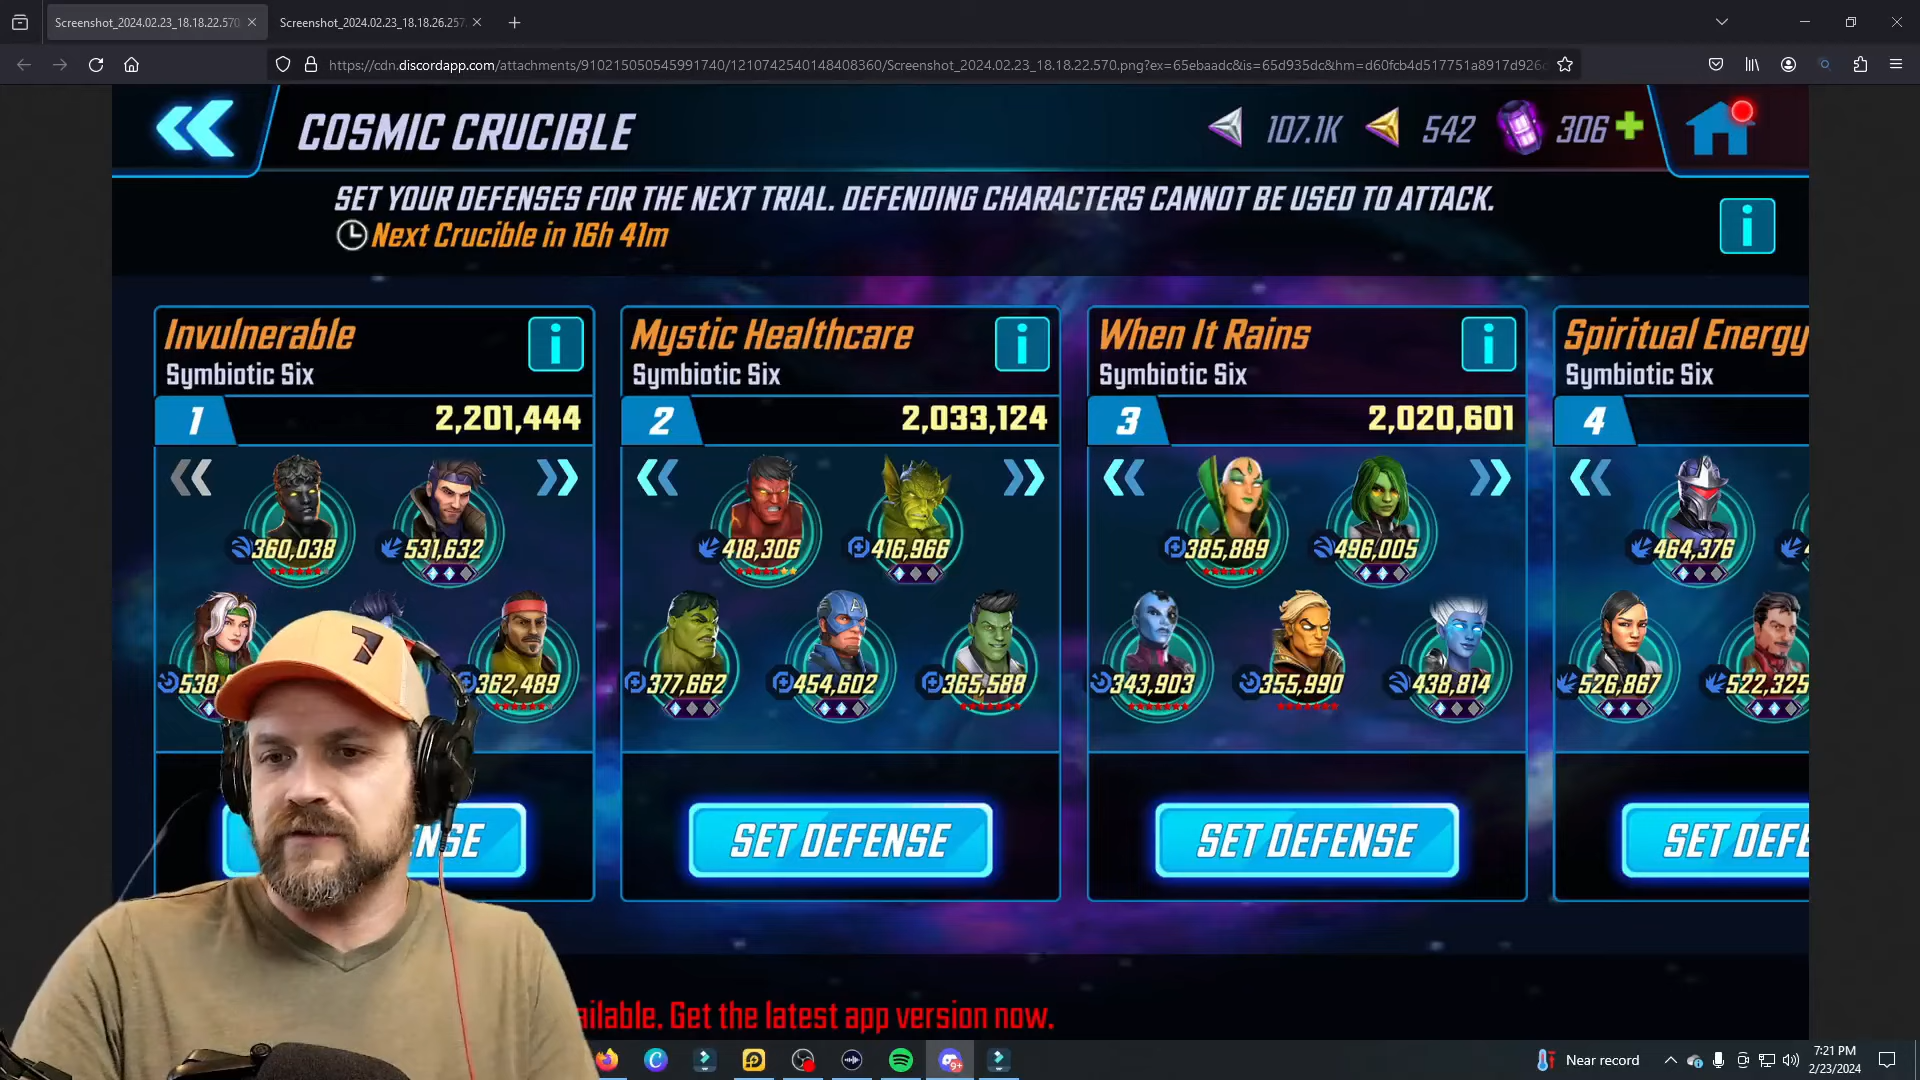 Screenshot_2024.02.23_18.18.22.570
Screenshot_2024.02.23_18.18.26.257
https://cdn.discordapp.com/attachments/910215050545991740/1210742540148408360/Screenshot_2024.02.23_18.18.22.570.png?ex=65ebaadc&is=65d935dc&hm=d60fcb4d517751a8917d926d
COSMIC CRUCIBLE
107.1K
542
306
SET YOUR DEFENSES FOR THE NEXT TRIAL. DEFENDING CHARACTERS CANNOT BE USED TO ATTACK.
Next Crucible in 16h 41m
Invulnerable
Symbiotic Six
1
2,201,444
360,038
531,632
538,
362,489
NSE
Mystic Healthcare
Symbiotic Six
2
2,033,124
418,306
416,966
377,662
454,602
365,588
SET DEFENSE
When It Rains
Symbiotic Six
3
2,020,601
385,889
496,005
343,903
355,990
438,814
SET DEFENSE
Spiritual Energy
Symbiotic Six
4
464,376
526,867
522,325
SET DEFE
ailable. Get the latest app version now.
Near record
7:21 PM
2/23/2024